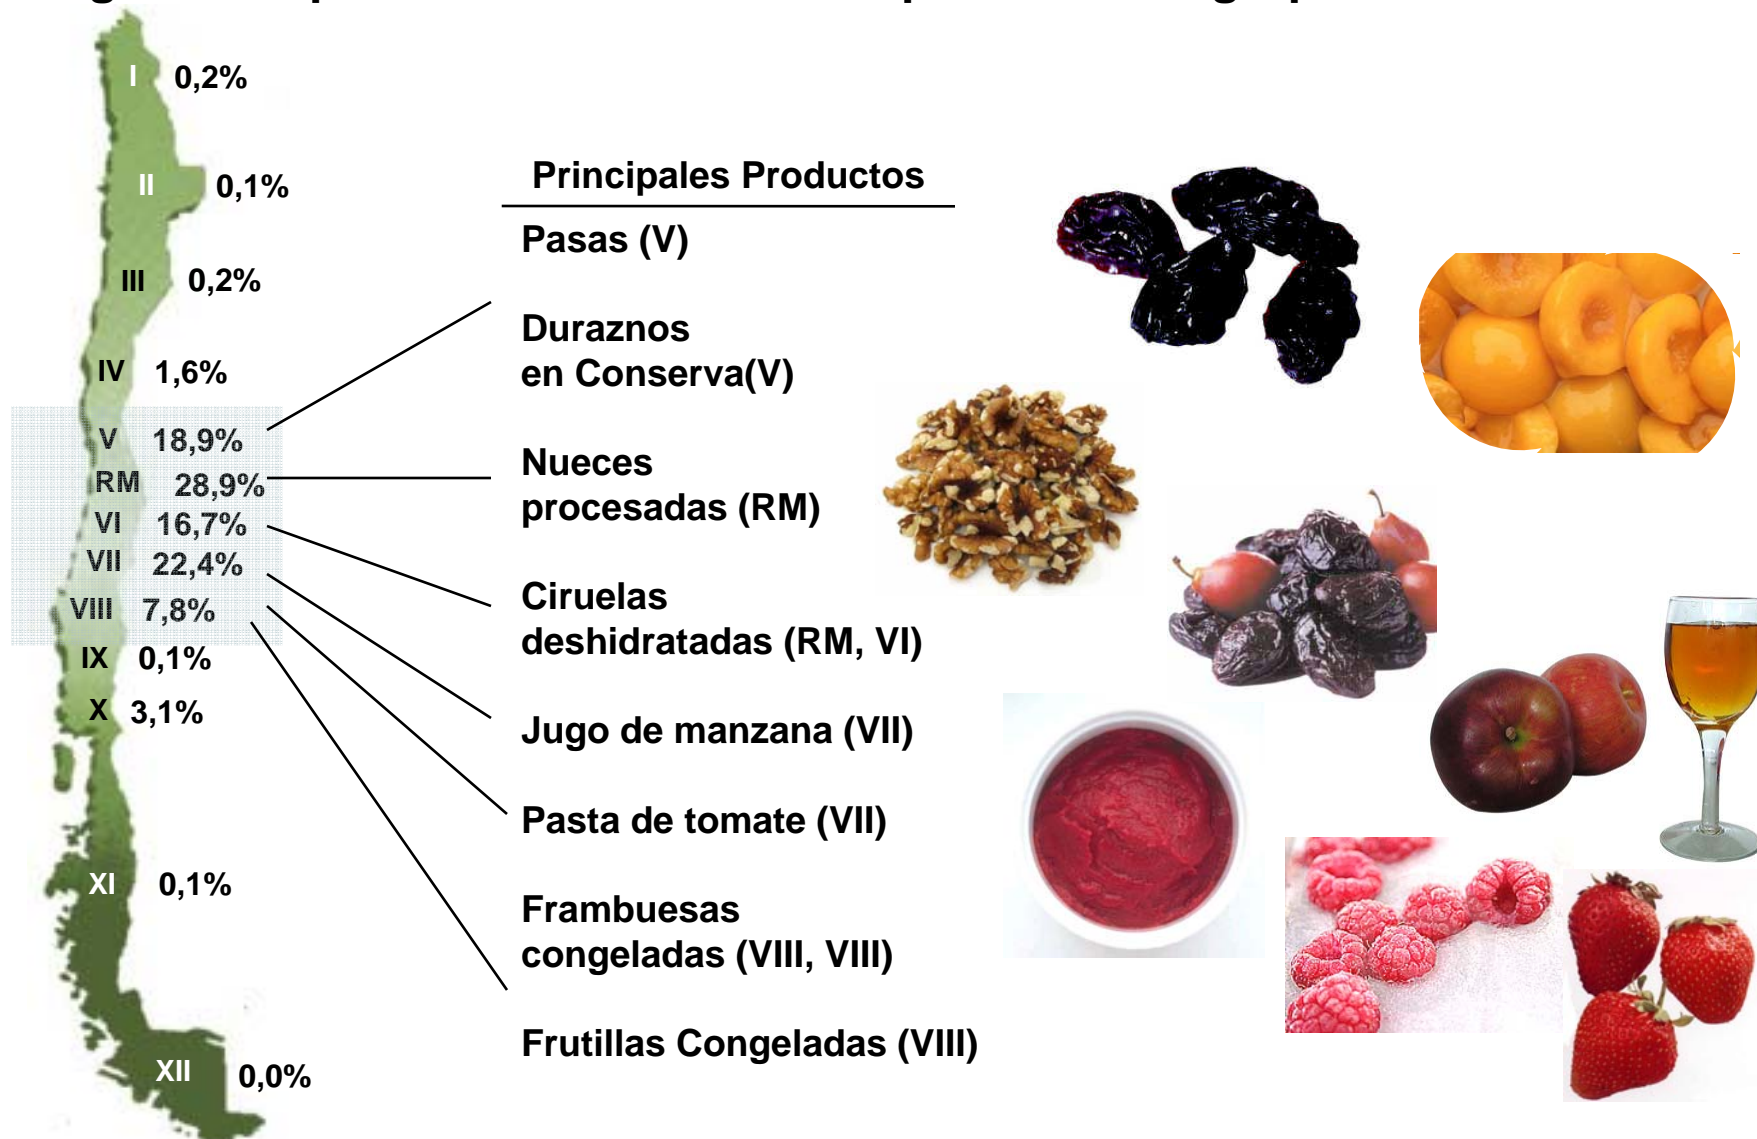 I 0,2%
II 0,1%
III 0,2%
IV 1,6%
V 18,9%
RM 28,9%
VI 16,7%
VII 22,4%
VIII 7,8%
IX 0,1%
X 3,1%
XI 0,1%
XII 0,0%
Principales Productos
Pasas (V)
Duraznos
en Conserva(V)
Nueces
procesadas (RM)
Ciruelas
deshidratadas (RM, VI)
Jugo de manzana (VII)
Pasta de tomate (VII)
Frambuesas
congeladas (VIII, VIII)
Frutillas Congeladas (VIII)